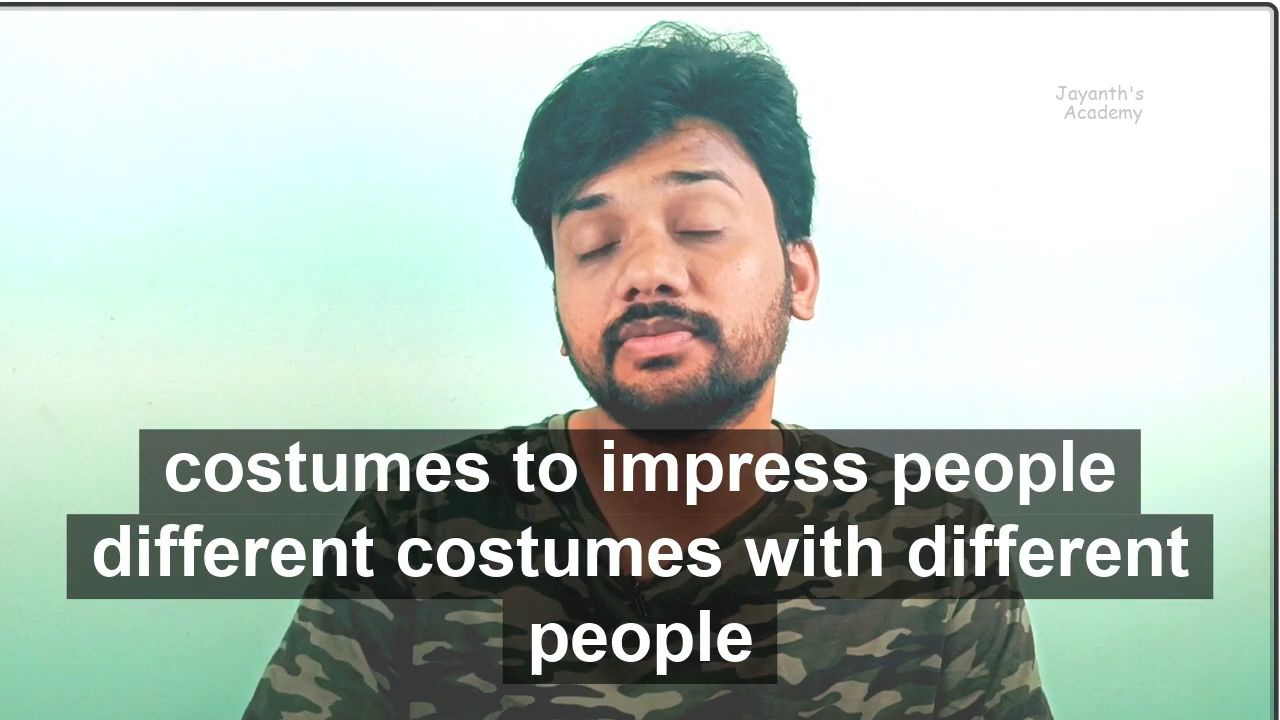 Jayanth's
Academy
costumes to impress people
different costumes with different
people